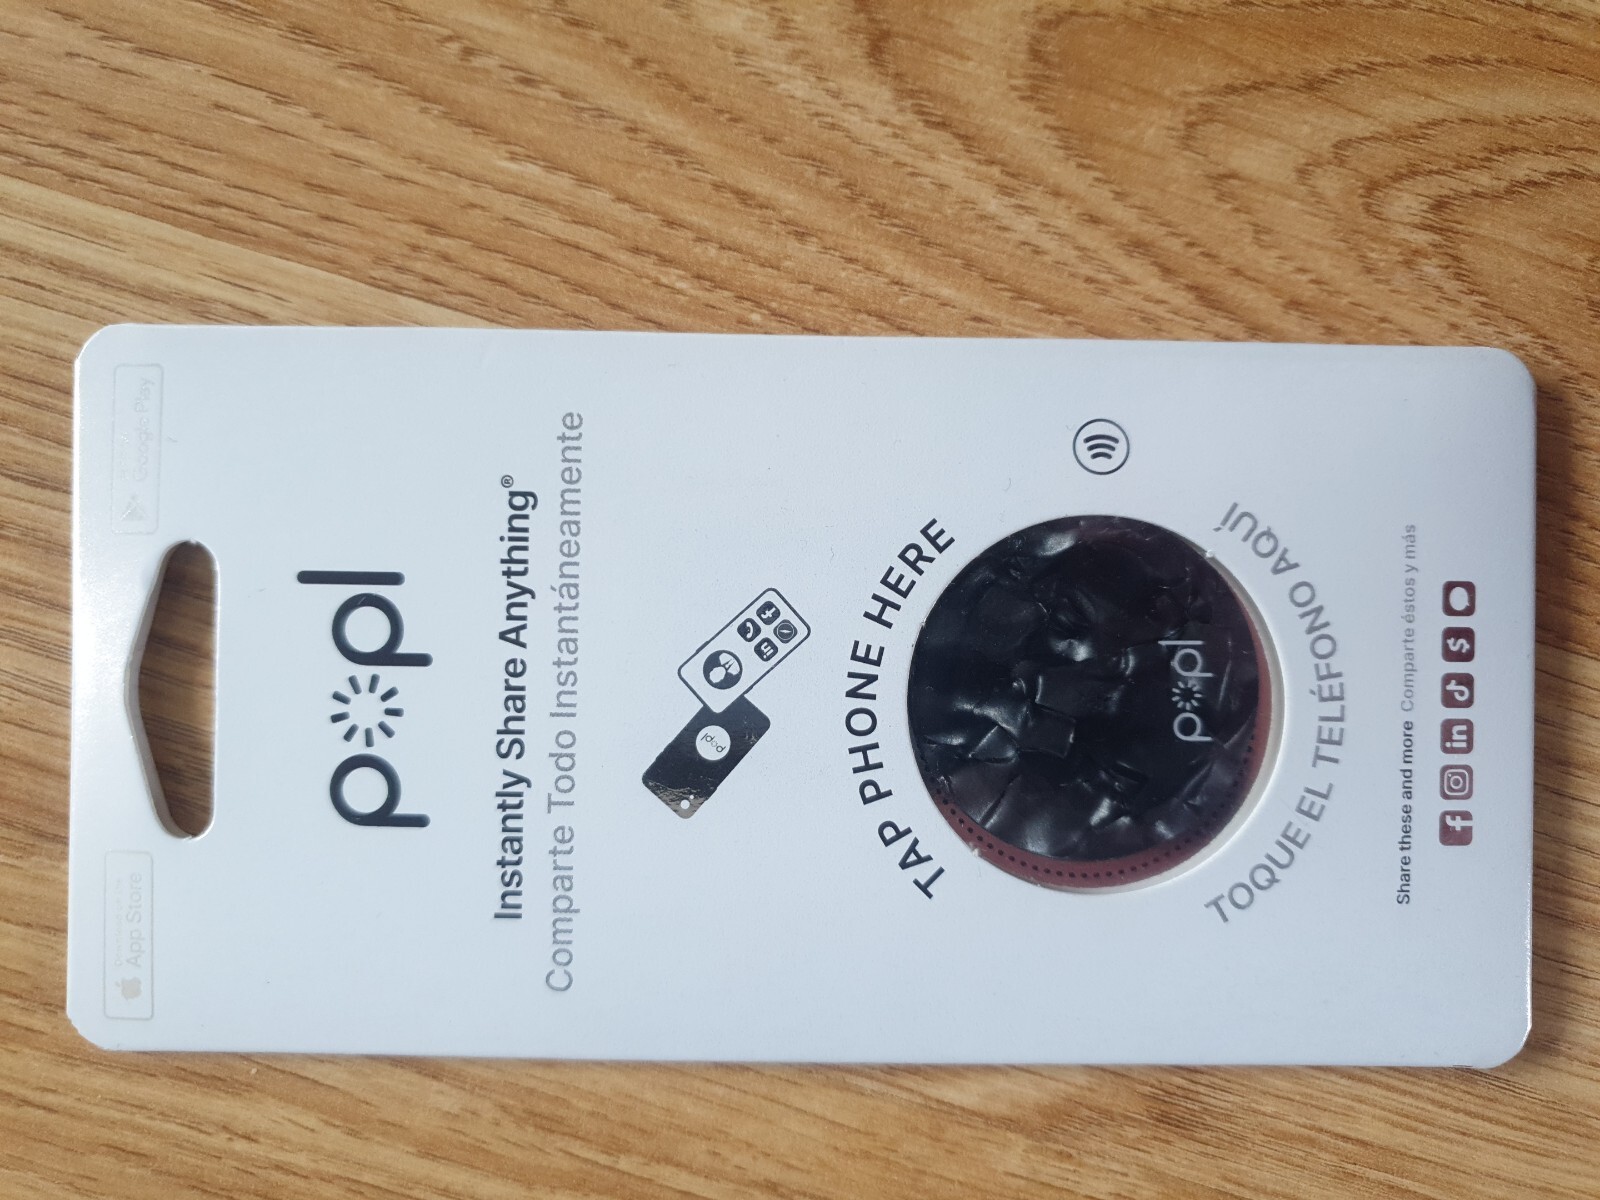 App Store
Google Play
popl
Instantly Share Anything®
Comparte Todo Instantáneamente
popl
TAP PHONE HERE
popl
TOQUE EL TELÉFONO AQUÍ
Share these and more Comparte éstos y más